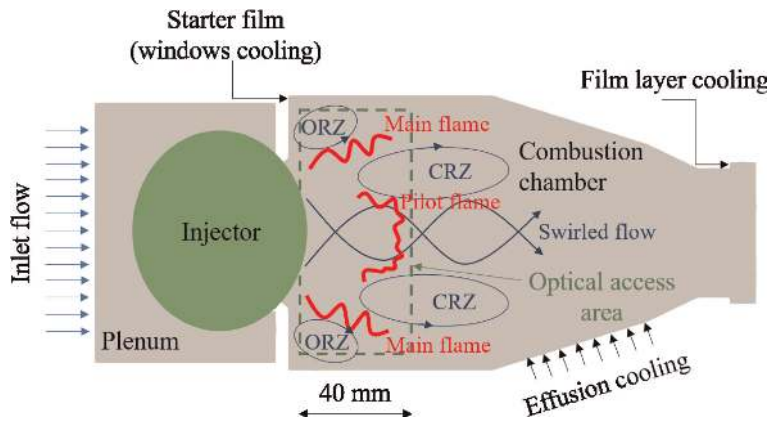 Starter film
(windows cooling)
Film layer cooling
ORZ
Main flame
CRZ
Combustion
chamber
Pilot flame
Inlet flow
Injector
Swirled flow
Optical access
area
CRZ
Plenum
ORZ
Main flame
Effusion cooling
40 mm